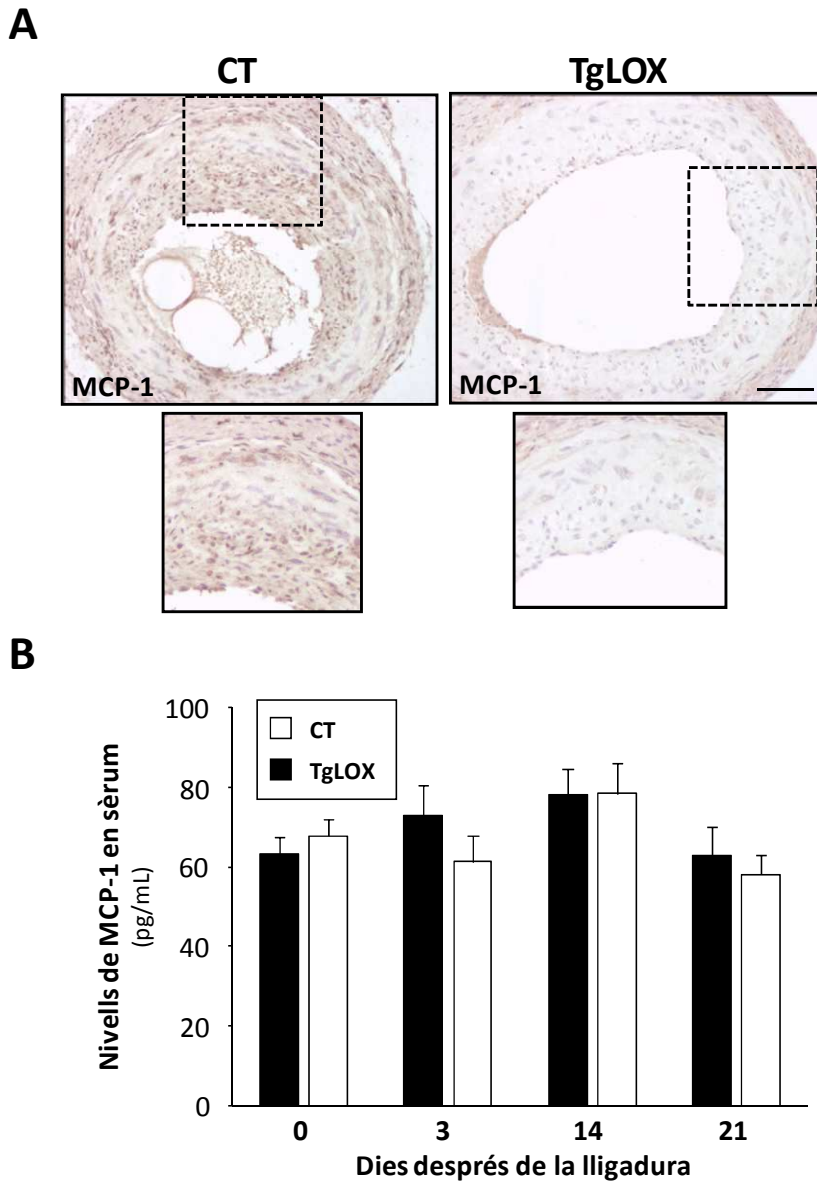 A
CT
TgLOX
MCP-1
MCP-1
B
Nivells de MCP-1 en sèrum
(pg/mL)
100
80
60
40
20
0
CT
TgLOX
0 3 14 21
Dies després de la lligadura